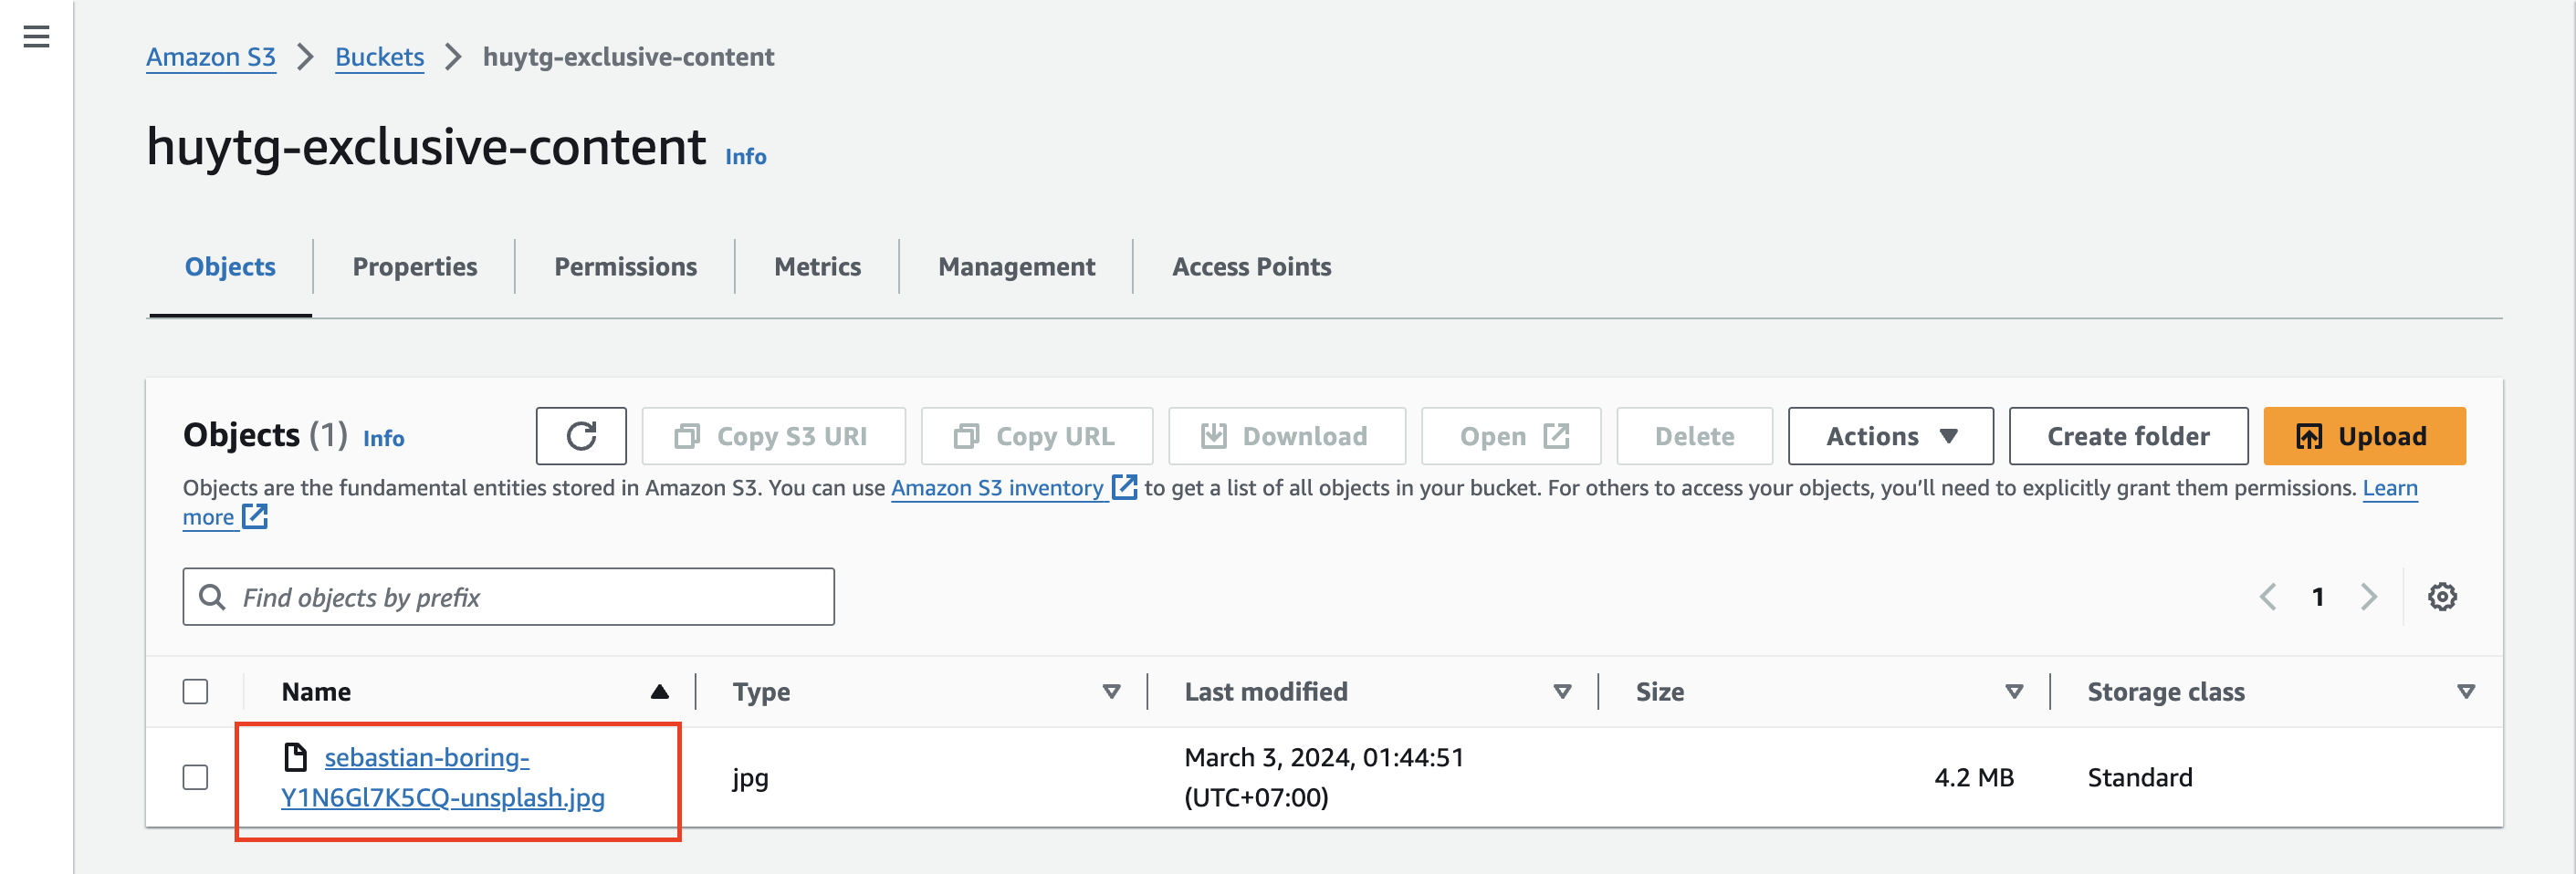 Amazon S3 Buckets huytg-exclusive-content
huytg-exclusive-content Info
Objects Properties Permissions Metrics Management Access Points
Objects (1) Info Copy S3 URI Copy URL Download Open Delete Actions Create folder Upload
Objects are the fundamental entities stored in Amazon S3. You can use Amazon S3 inventory to get a list of all objects in your bucket. For others to access your objects, you’ll need to explicitly grant them permissions. Learn
more
Find objects by prefix 1
Name Type Last modified Size Storage class
sebastian-boring-
Y1N6Gl7K5CQ-unsplash.jpg
jpg
March 3, 2024, 01:44:51
(UTC+07:00)
4.2 MB
Standard